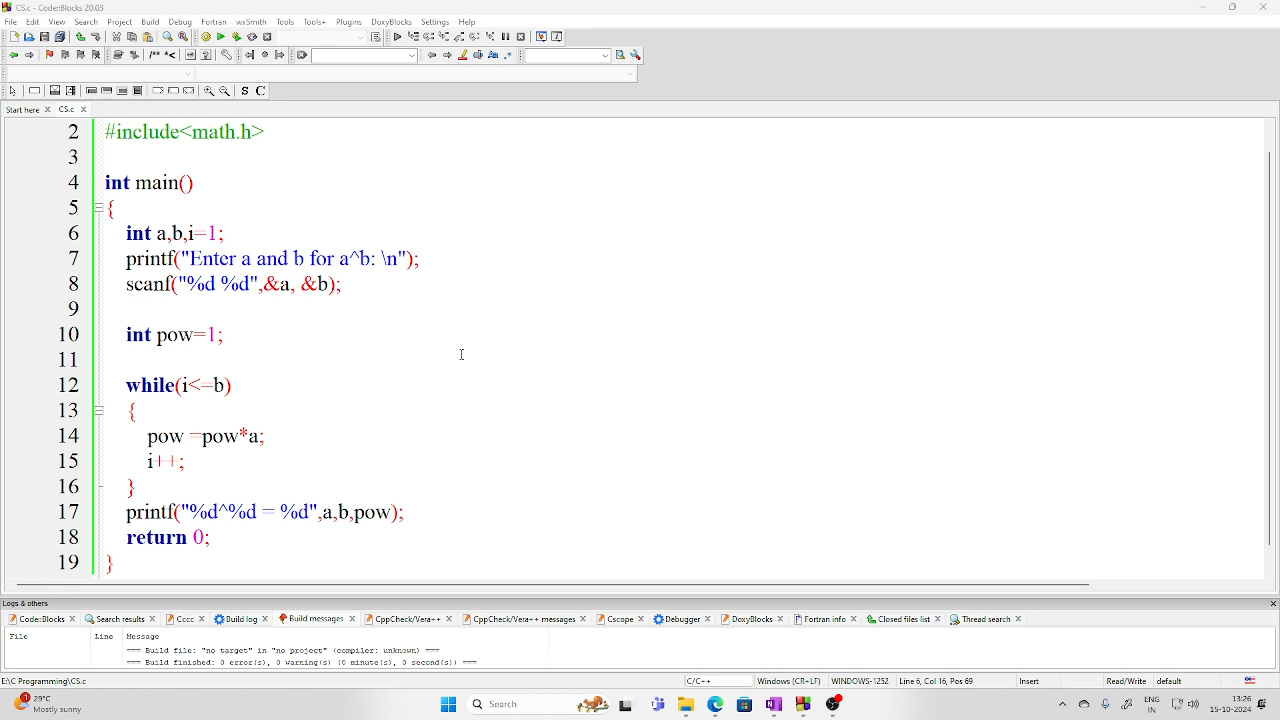 CS.c - Code::Blocks 20.03
File Edit View Search Project Build Debug Fortran wxSmith Tools Tools+ Plugins DoxyBlocks Settings Help
Start here CS.c
2 #include<math.h>
3
4 int main()
5 {
6 int a,b,i=1;
7 printf("Enter a and b for a^b: \n");
8 scanf("%d %d",&a, &b);
9
10 int pow=1;
11
12 while(i<=b)
13 {
14 pow =pow*a;
15 i++;
16 }
17 printf("%d^%d = %d",a,b,pow);
18 return 0;
19 }
Logs & others
Code::Blocks Search results Cccc Build log Build messages CppCheck/Vera++ CppCheck/Vera++ messages Cscope Debugger DoxyBlocks Fortran info Closed files list Thread search
File Line Message
=== Build file: "no target" in "no project" (compiler: unknown) ===
=== Build finished: 0 error(s), 0 warning(s) (0 minute(s), 0 second(s)) ===
E:\C Programming\CS.c C/C++ Windows (CR+LF) WINDOWS-1252 Line 6, Col 16, Pos 69 Insert Read/Write default
29°C
Mostly sunny
Search
ENG
IN
13:26
15-10-2024